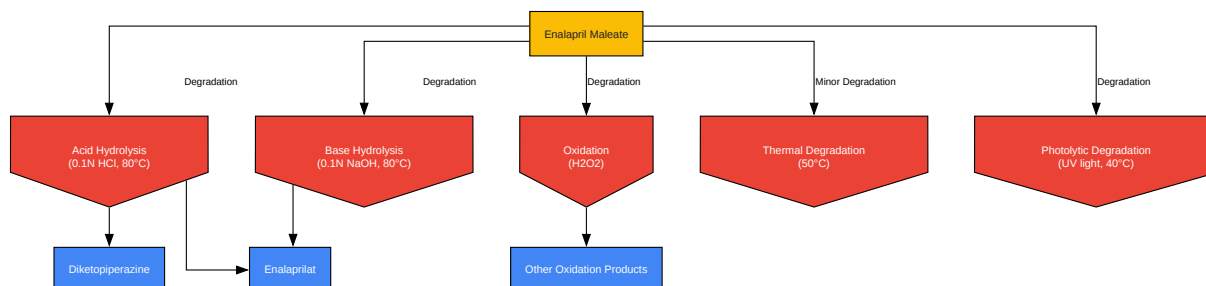 Enalapril Maleate
Degradation
Degradation
Degradation
Minor Degradation
Degradation
Acid Hydrolysis
(0.1N HCl, 80°C)
Base Hydrolysis
(0.1N NaOH, 80°C)
Oxidation
(H2O2)
Thermal Degradation
(50°C)
Photolytic Degradation
(UV light, 40°C)
Diketopiperazine
Enalaprilat
Other Oxidation Products